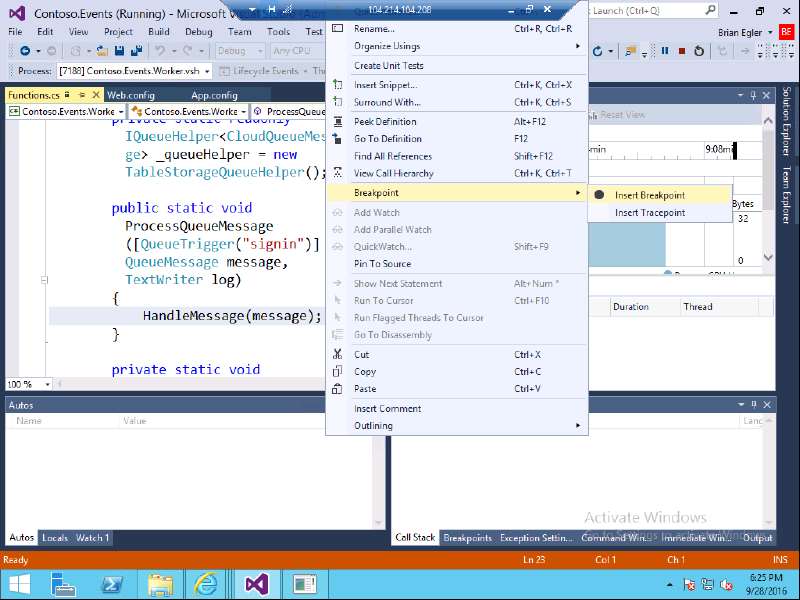 Contoso.Events (Running) - Microsoft Visual Studio
104.214.104.208
Launch (Ctrl+Q)
File Edit View Project Build Debug Team Tools Test
Brian Egler BE
Debug Any CPU
Process: [7188] Contoso.Events.Worker.vsh Lifecycle Events
Functions.cs Web.config App.config
Contoso.Events.Worke Contoso.Events.Worke ProcessQueue
private static readonly
IQueueHelper<CloudQueueMes
ge> _queueHelper = new
TableStorageQueueHelper();
public static void
ProcessQueueMessage
([QueueTrigger("signin")]
QueueMessage message,
TextWriter log)
{
HandleMessage(message);
}
private static void
100 %
Rename... Ctrl+R, Ctrl+R
Organize Usings
Create Unit Tests
Insert Snippet... Ctrl+K, Ctrl+X
Surround With... Ctrl+K, Ctrl+S
Peek Definition Alt+F12
Go To Definition F12
Find All References Shift+F12
View Call Hierarchy Ctrl+K, Ctrl+T
Breakpoint
Add Watch
Add Parallel Watch
QuickWatch... Shift+F9
Pin To Source
Show Next Statement Alt+Num *
Run To Cursor Ctrl+F10
Run Flagged Threads To Cursor
Go To Disassembly
Cut Ctrl+X
Copy Ctrl+C
Paste Ctrl+V
Insert Comment
Outlining
Insert Breakpoint
Insert Tracepoint
Reset View
min 9:08mi
Bytes
32
0
Duration Thread
Solution Explorer
Team Explorer
Autos
Name Value
Lang
Autos Locals Watch 1
Call Stack Breakpoints Exception Settin... Command Win... Immediate Win... Output
Activate Windows
Go to Settings to activate Windows.
Ready Ln 23 Col 1 Ch 1 INS
6:25 PM
9/28/2016